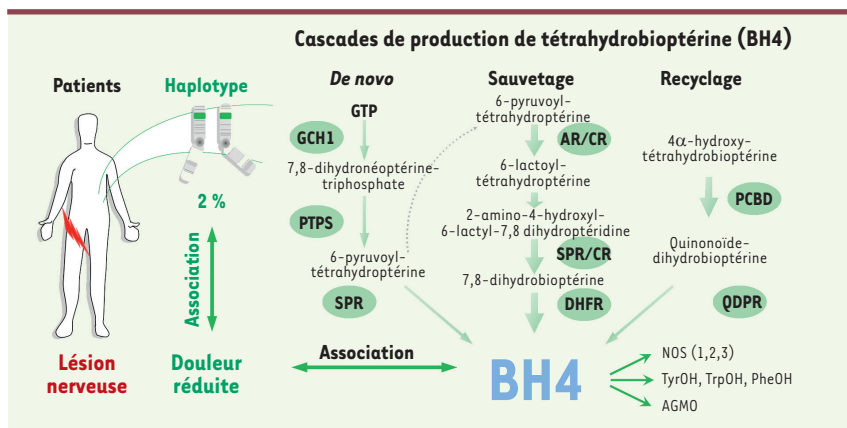 Cascades de production de tétrahydrobioptérine (BH4)
Patients
Haplotype
2 %
Association
Lésion
nerveuse
Douleur
réduite
De novo
GTP
GCH1
7,8-dihydronéoptérine-
triphosphate
PTPS
6-pyruvoyl-
tétrahydroptérine
SPR
Sauvetage
6-pyruvoyl-
tétrahydroptérine
AR/CR
6-lactoyl-
tétrahydroptérine
2-amino-4-hydroxyl-
6-lactyl-7,8 dihydroptéridine
SPR/CR
7,8-dihydrobioptérine
DHFR
Recyclage
4α-hydroxy-
tétrahydrobioptérine
PCBD
Quinonoïde-
dihydrobioptérine
QDPR
Association
BH4
NOS (1,2,3)
TyrOH, TrpOH, PheOH
AGMO